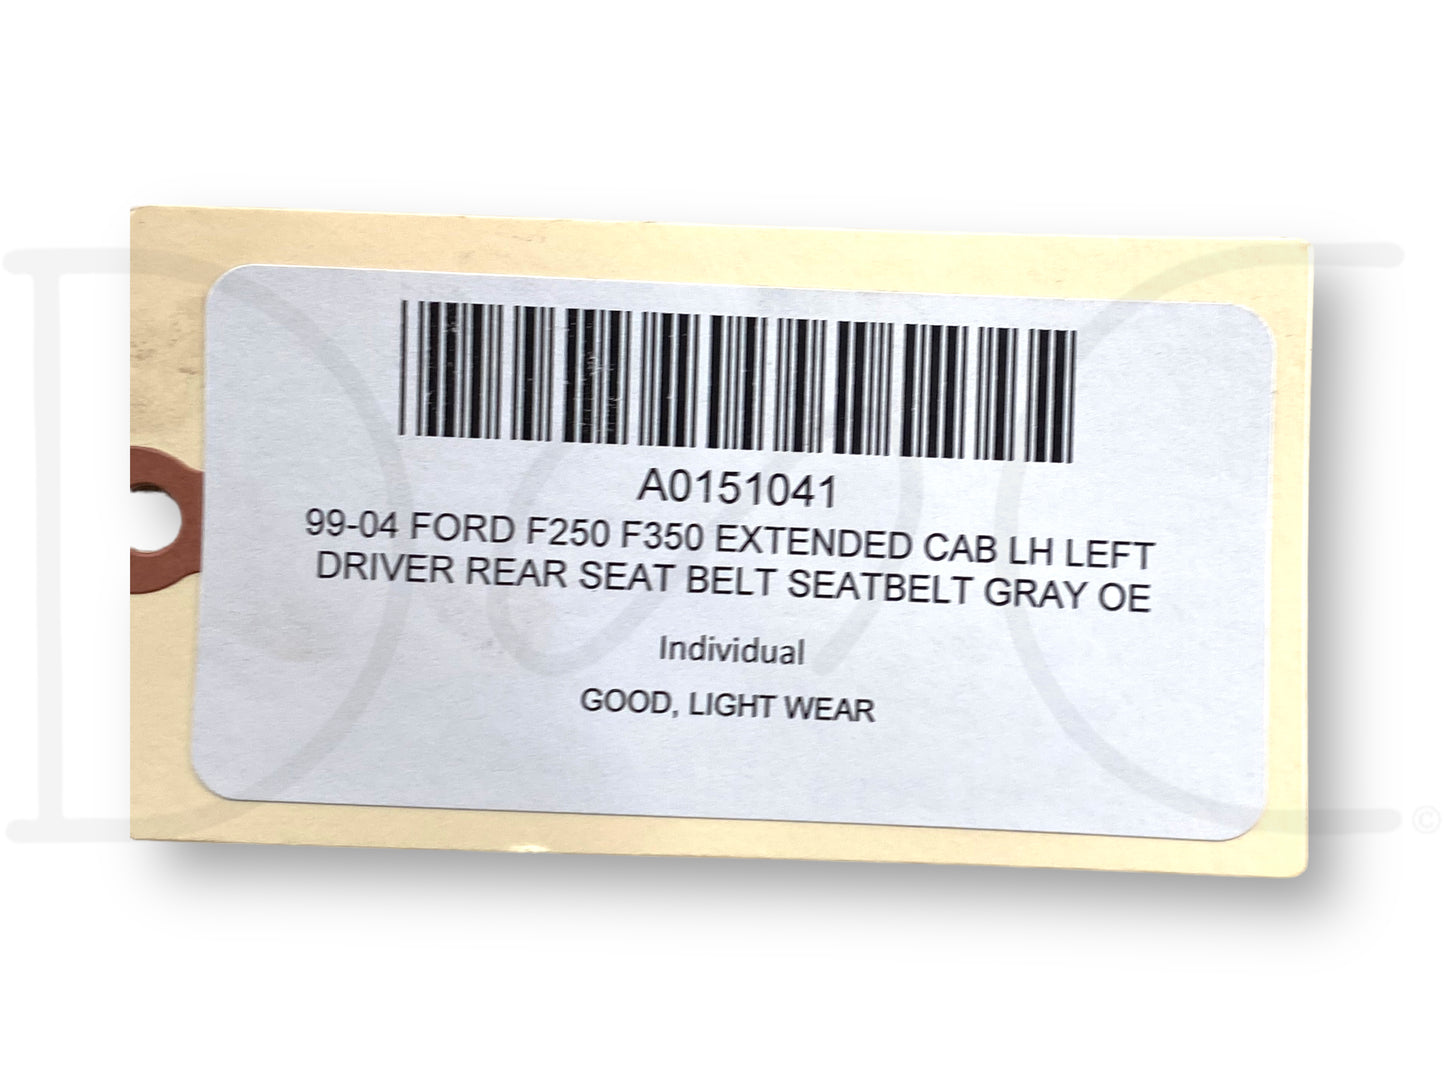 A0151041
99-04 FORD F250 F350 EXTENDED CAB LH LEFT
DRIVER REAR SEAT BELT SEATBELT GRAY OE
Individual
GOOD, LIGHT WEAR
©